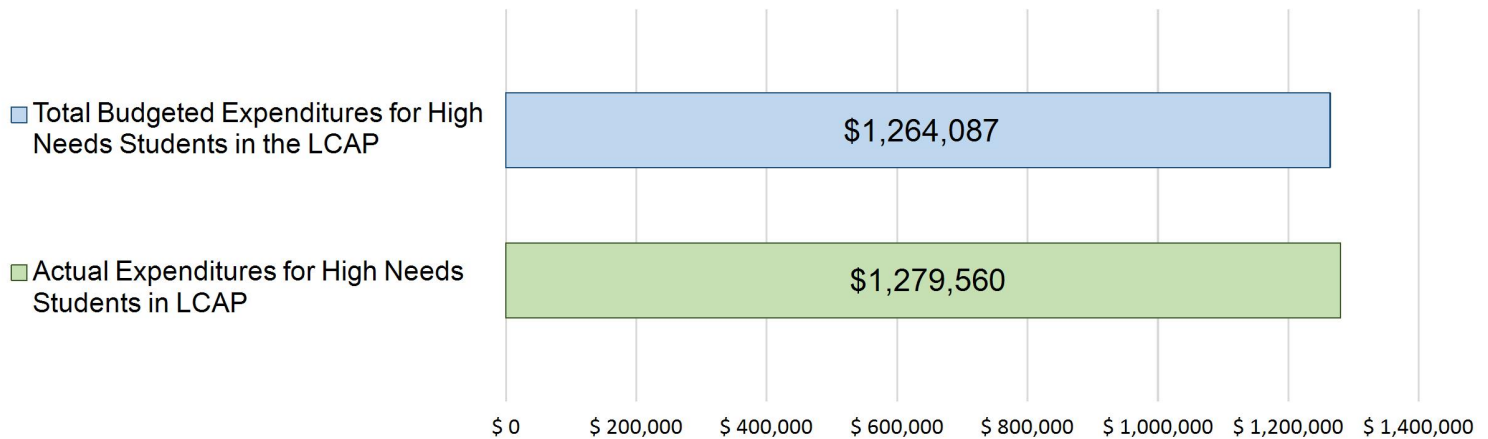 Total Budgeted Expenditures for High
Needs Students in the LCAP
$1,264,087
Actual Expenditures for High Needs
Students in LCAP
$1,279,560
$ 0 $ 200,000 $ 400,000 $ 600,000 $ 800,000 $ 1,000,000 $ 1,200,000 $ 1,400,000